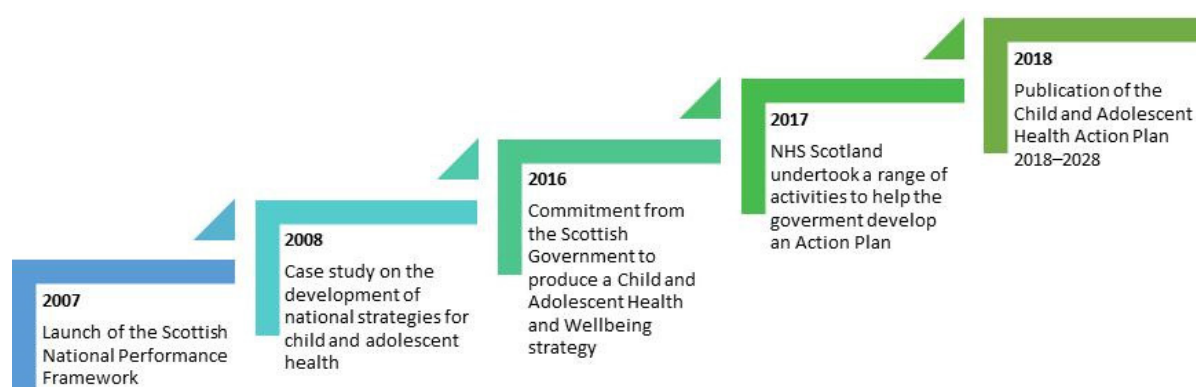 2007
Launch of the Scottish
National Performance
Framework
2008
Case study on the
development of
national strategies for
child and adolescent
health
2016
Commitment from
the Scottish
Government to
produce a Child and
Adolescent Health
and Wellbeing
strategy
2017
NHS Scotland
undertook a range of
activities to help the
goverment develop
an Action Plan
2018
Publication of the
Child and Adolescent
Health Action Plan
2018–2028